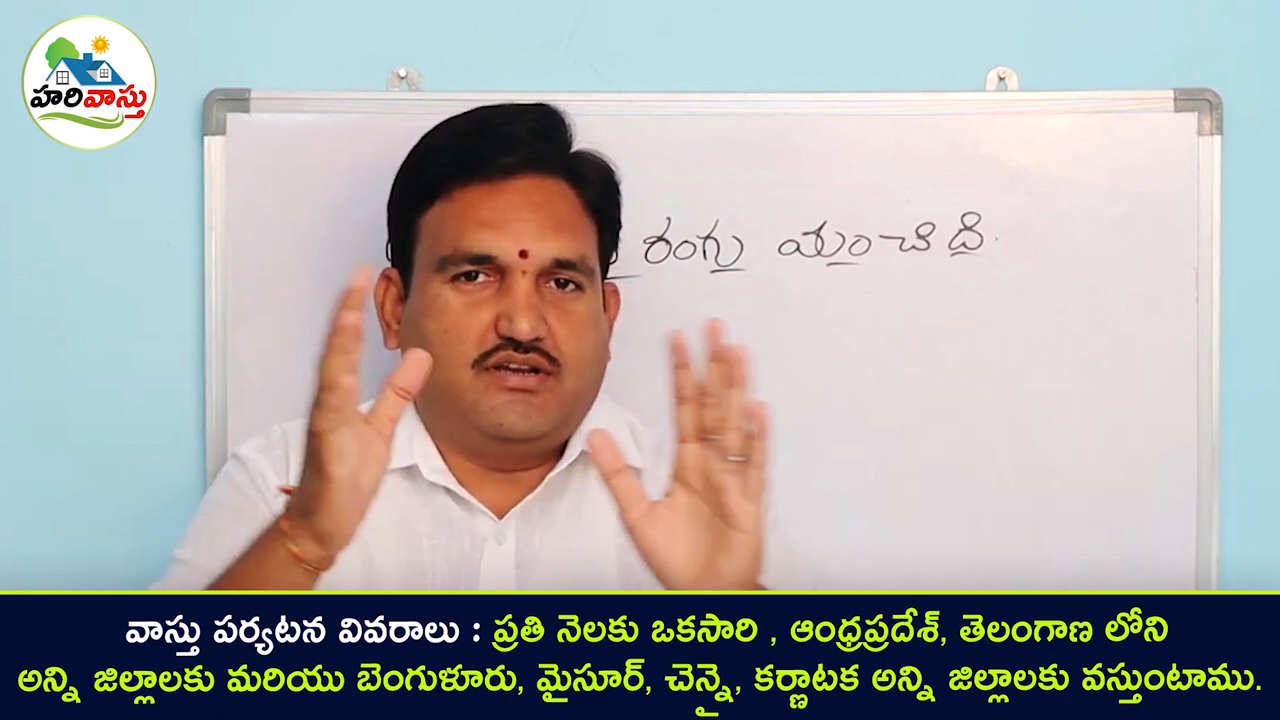 హరివాస్తు
రంగు మంచిది.
వాస్తు పర్యటన వివరాలు : ప్రతి నెలకు ఒకసారి , ఆంధ్రప్రదేశ్, తెలంగాణ లోని
అన్ని జిల్లాలకు మరియు బెంగుళూరు, మైసూర్, చెన్నై, కర్ణాటక అన్ని జిల్లాలకు వస్తుంటాము.